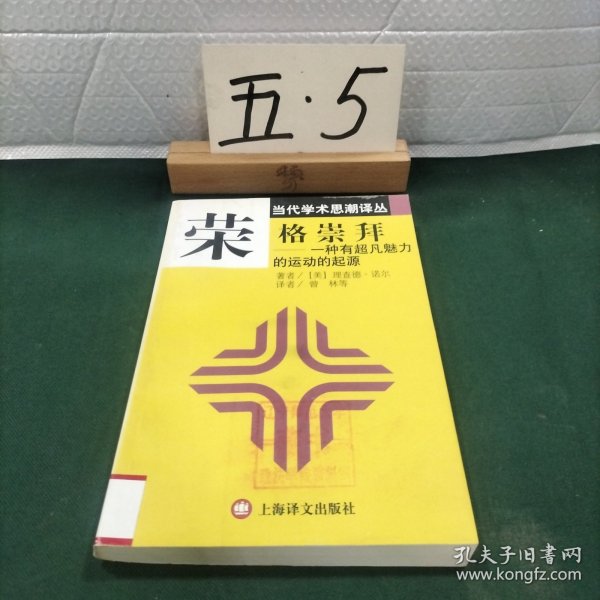 五·5
当代学术思潮译丛
荣格崇拜
——一种有超凡魅力
的运动的起源
著者/［美］理查德·诺尔
译者/曾 林等
上海译文出版社
孔夫子旧书网
www.kongfz.com